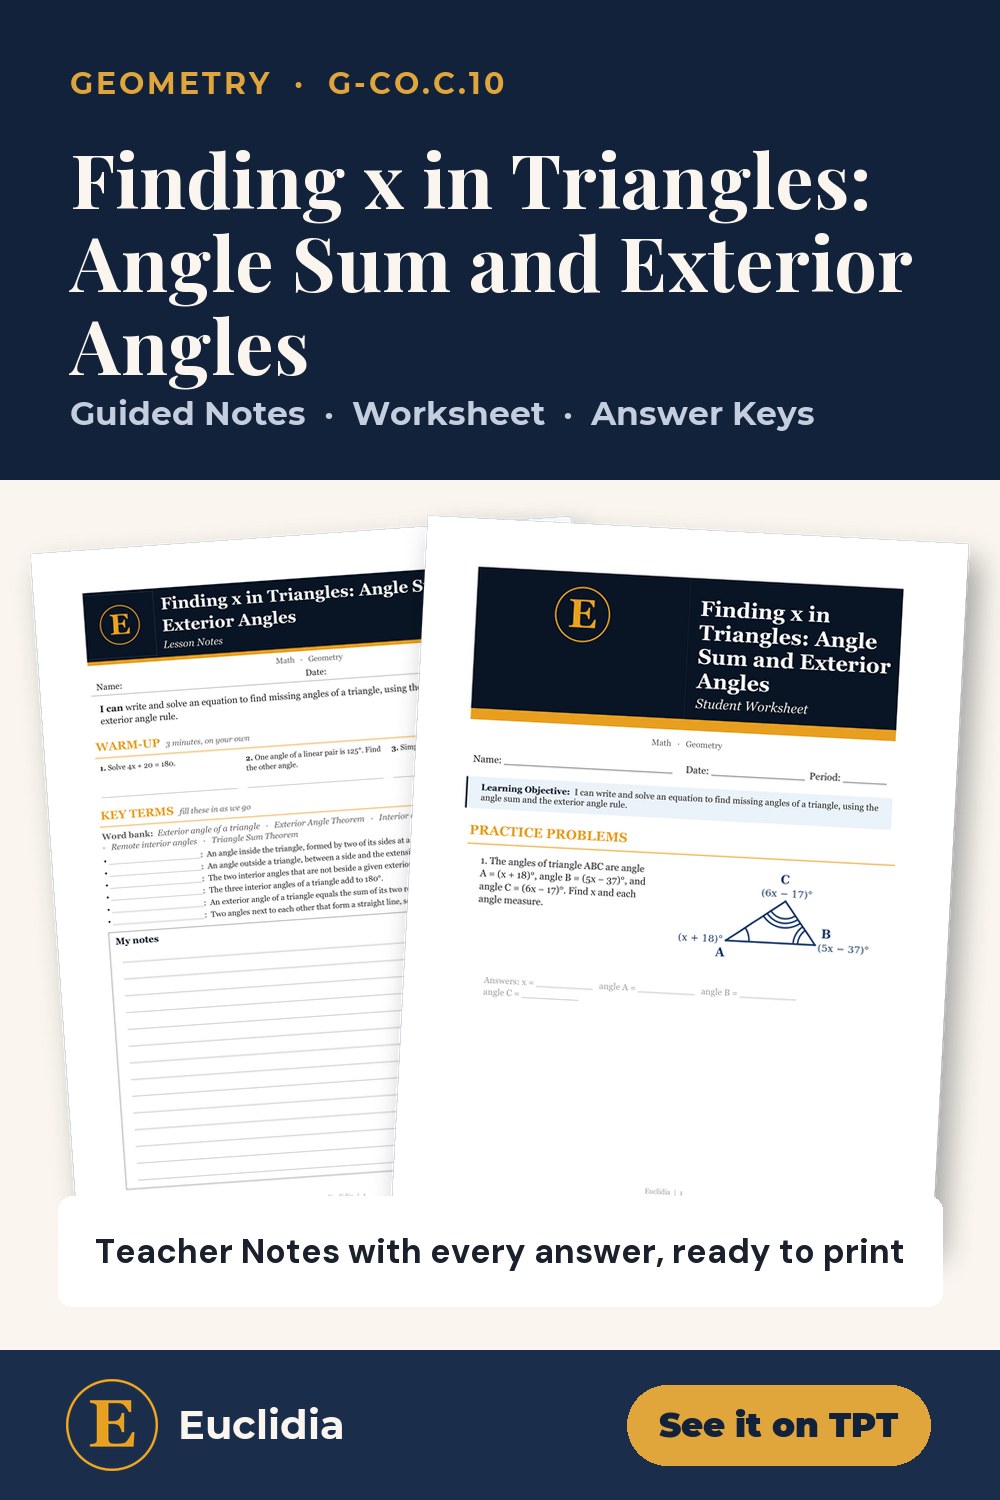 GEOMETRY · G-CO.C.10
Finding x in Triangles:
Angle Sum and Exterior
Angles
Guided Notes · Worksheet · Answer Keys
Finding x in Triangles: Angle S
Exterior Angles
Lesson Notes
Math · Geometry
Name:
Date:
I can write and solve an equation to find missing angles of a triangle, using the
exterior angle rule.
WARM-UP 3 minutes, on your own
1. Solve 4x + 20 = 180.
2. One angle of a linear pair is 125°. Find
the other angle.
3. Simp
KEY TERMS fill these in as we go
Word bank: Exterior angle of a triangle · Exterior Angle Theorem · Interior
· Remote interior angles · Triangle Sum Theorem
: An angle inside the triangle, formed by two of its sides at a
: An angle outside a triangle, between a side and the extensi
: The two interior angles that are not beside a given exterio
: The three interior angles of a triangle add to 180°.
: An exterior angle of a triangle equals the sum of its two r
: Two angles next to each other that form a straight line, s
My notes
E
Finding x in
Triangles: Angle
Sum and Exterior
Angles
Student Worksheet
Math · Geometry
Name: Date: Period:
Learning Objective: I can write and solve an equation to find missing angles of a triangle, using the
angle sum and the exterior angle rule.
PRACTICE PROBLEMS
1. The angles of triangle ABC are angle
A = (x + 18)°, angle B = (5x − 37)°, and
angle C = (6x − 17)°. Find x and each
angle measure.
C
(6x − 17)°
(x + 18)°
A
B
(5x − 37)°
Answers: x = angle A = angle B =
angle C =
Euclidia | 1
Teacher Notes with every answer, ready to print
E
Euclidia
See it on TPT